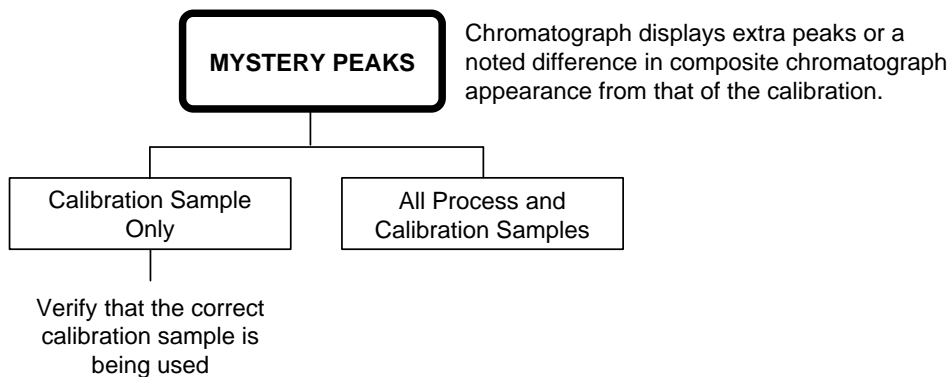 MYSTERY PEAKS
Chromatograph displays extra peaks or a
noted difference in composite chromatograph
appearance from that of the calibration.
Calibration Sample
Only
All Process and
Calibration Samples
Verify that the correct
calibration sample is
being used